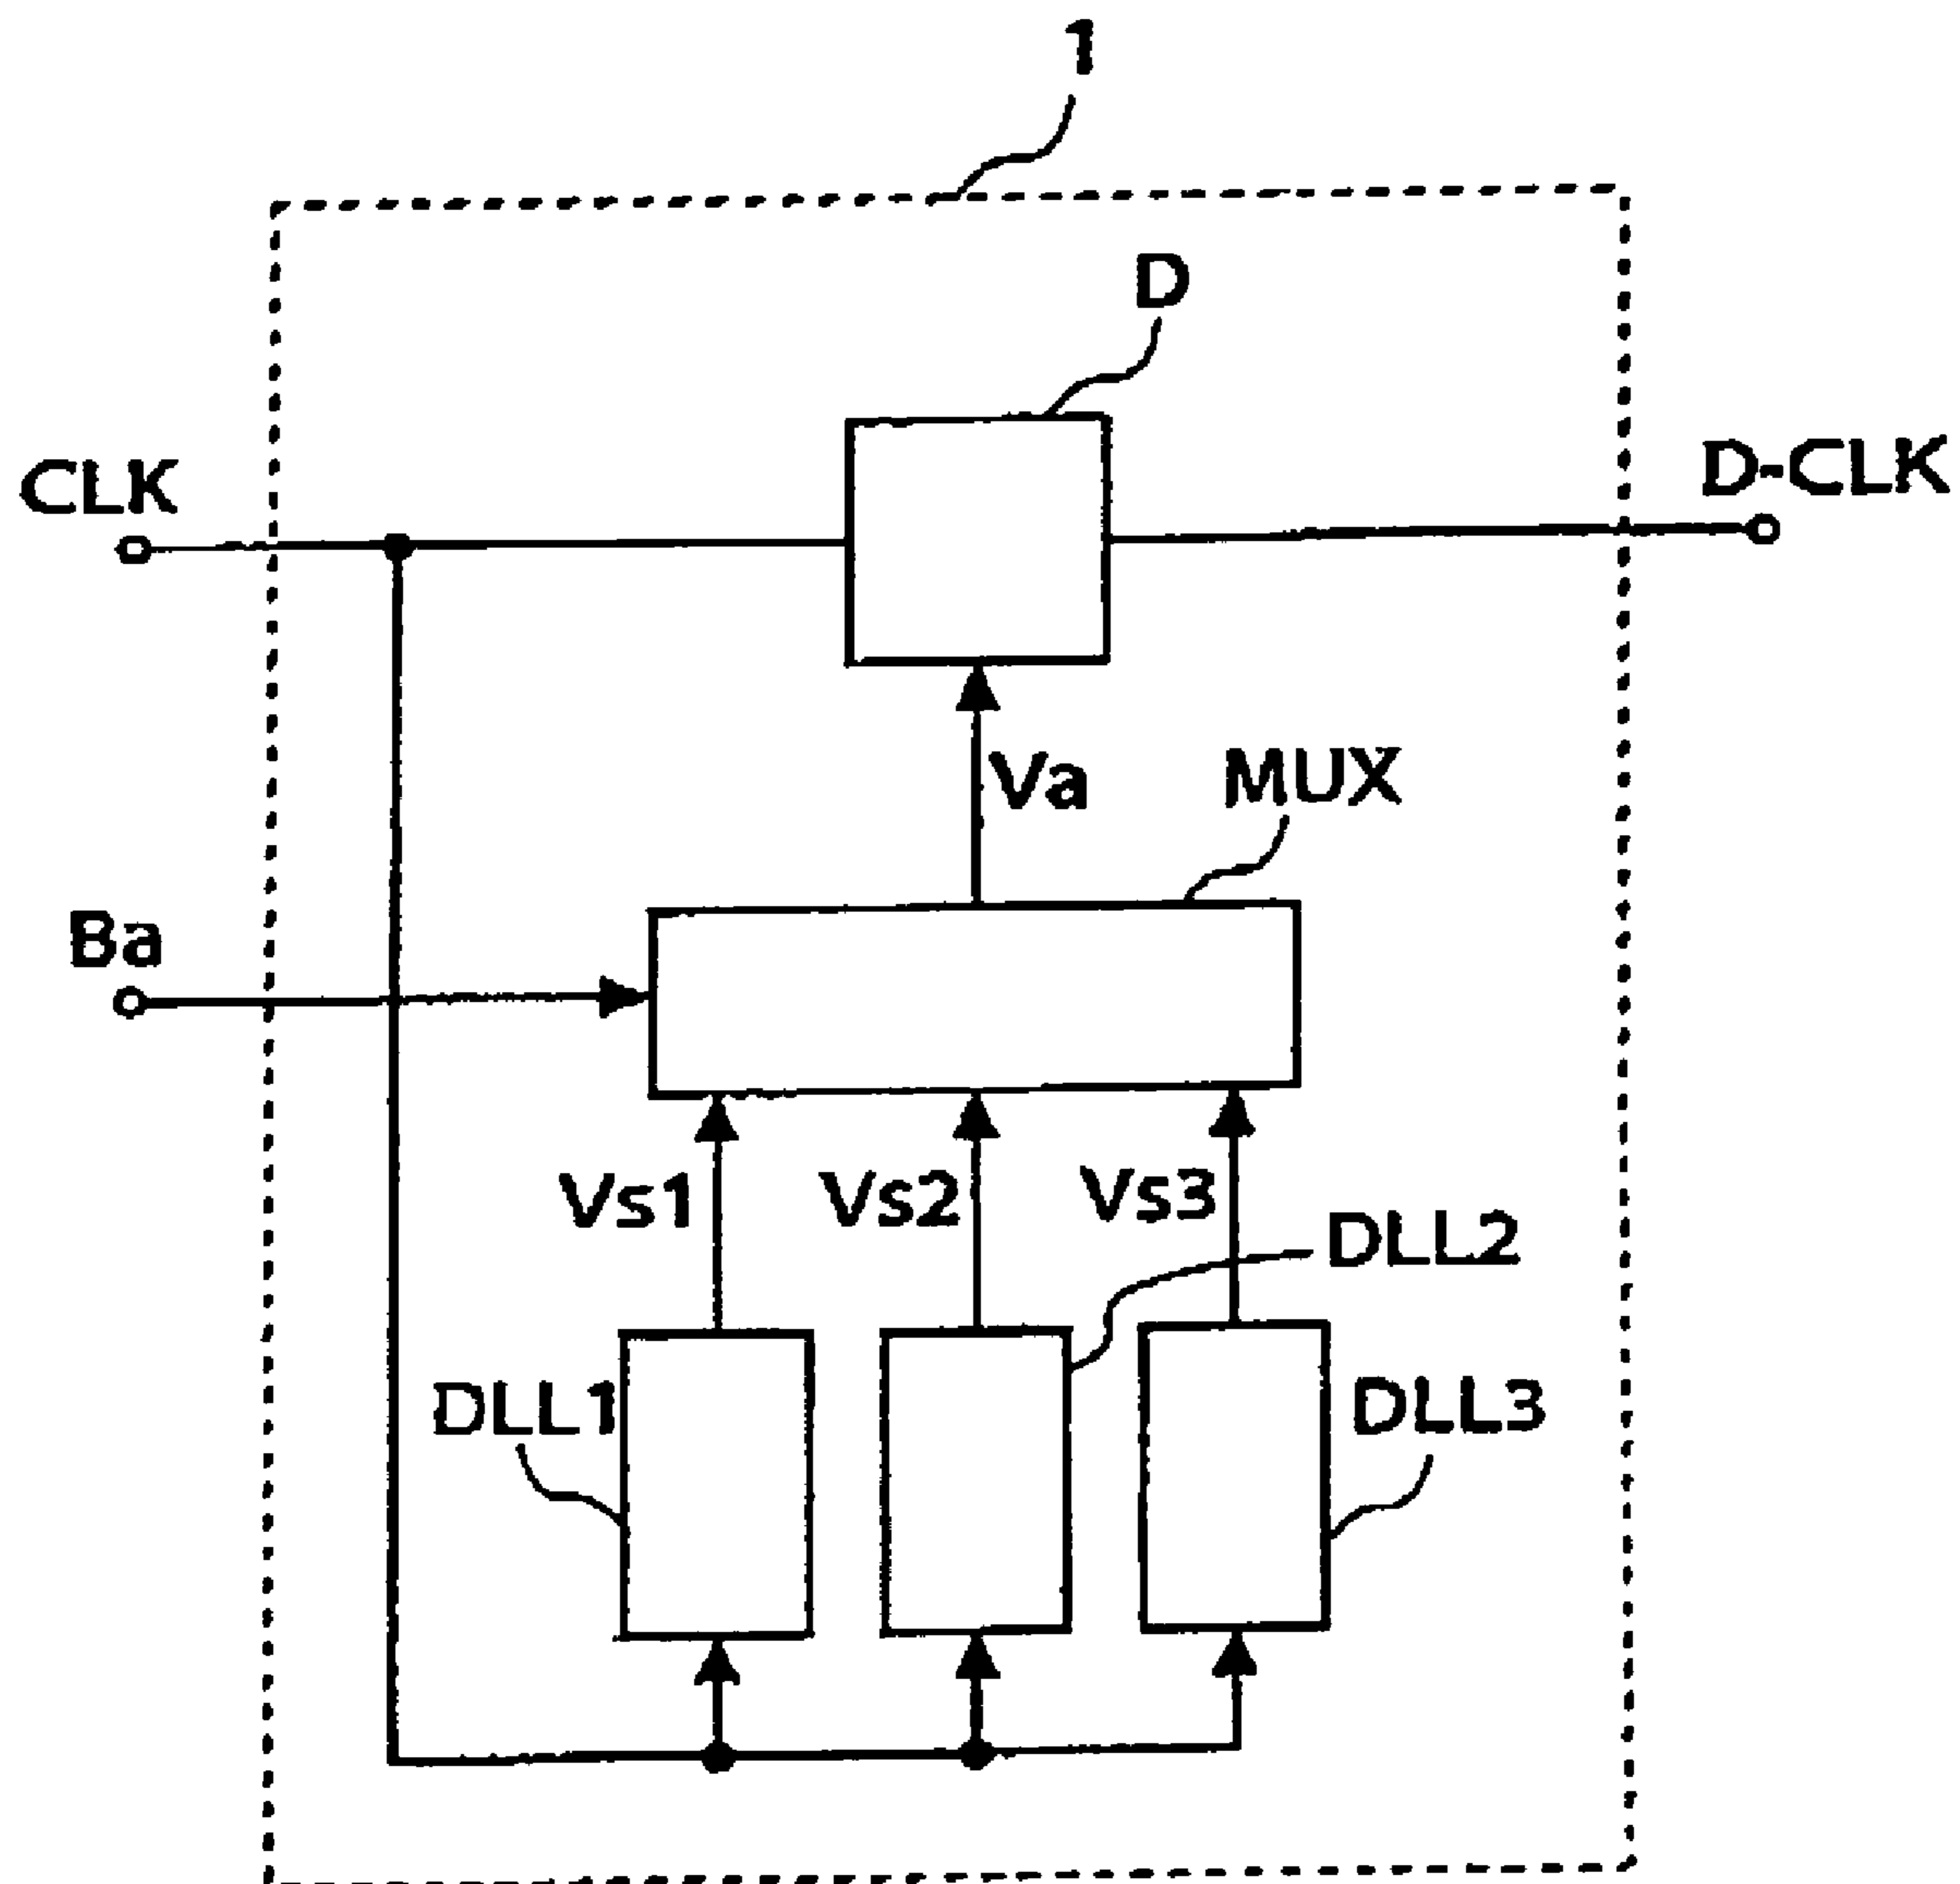 1
D
CLK
D-CLK
Va
MUX
Ba
Vs1
Vs2
Vs3
DLL2
DLL1
DLL3